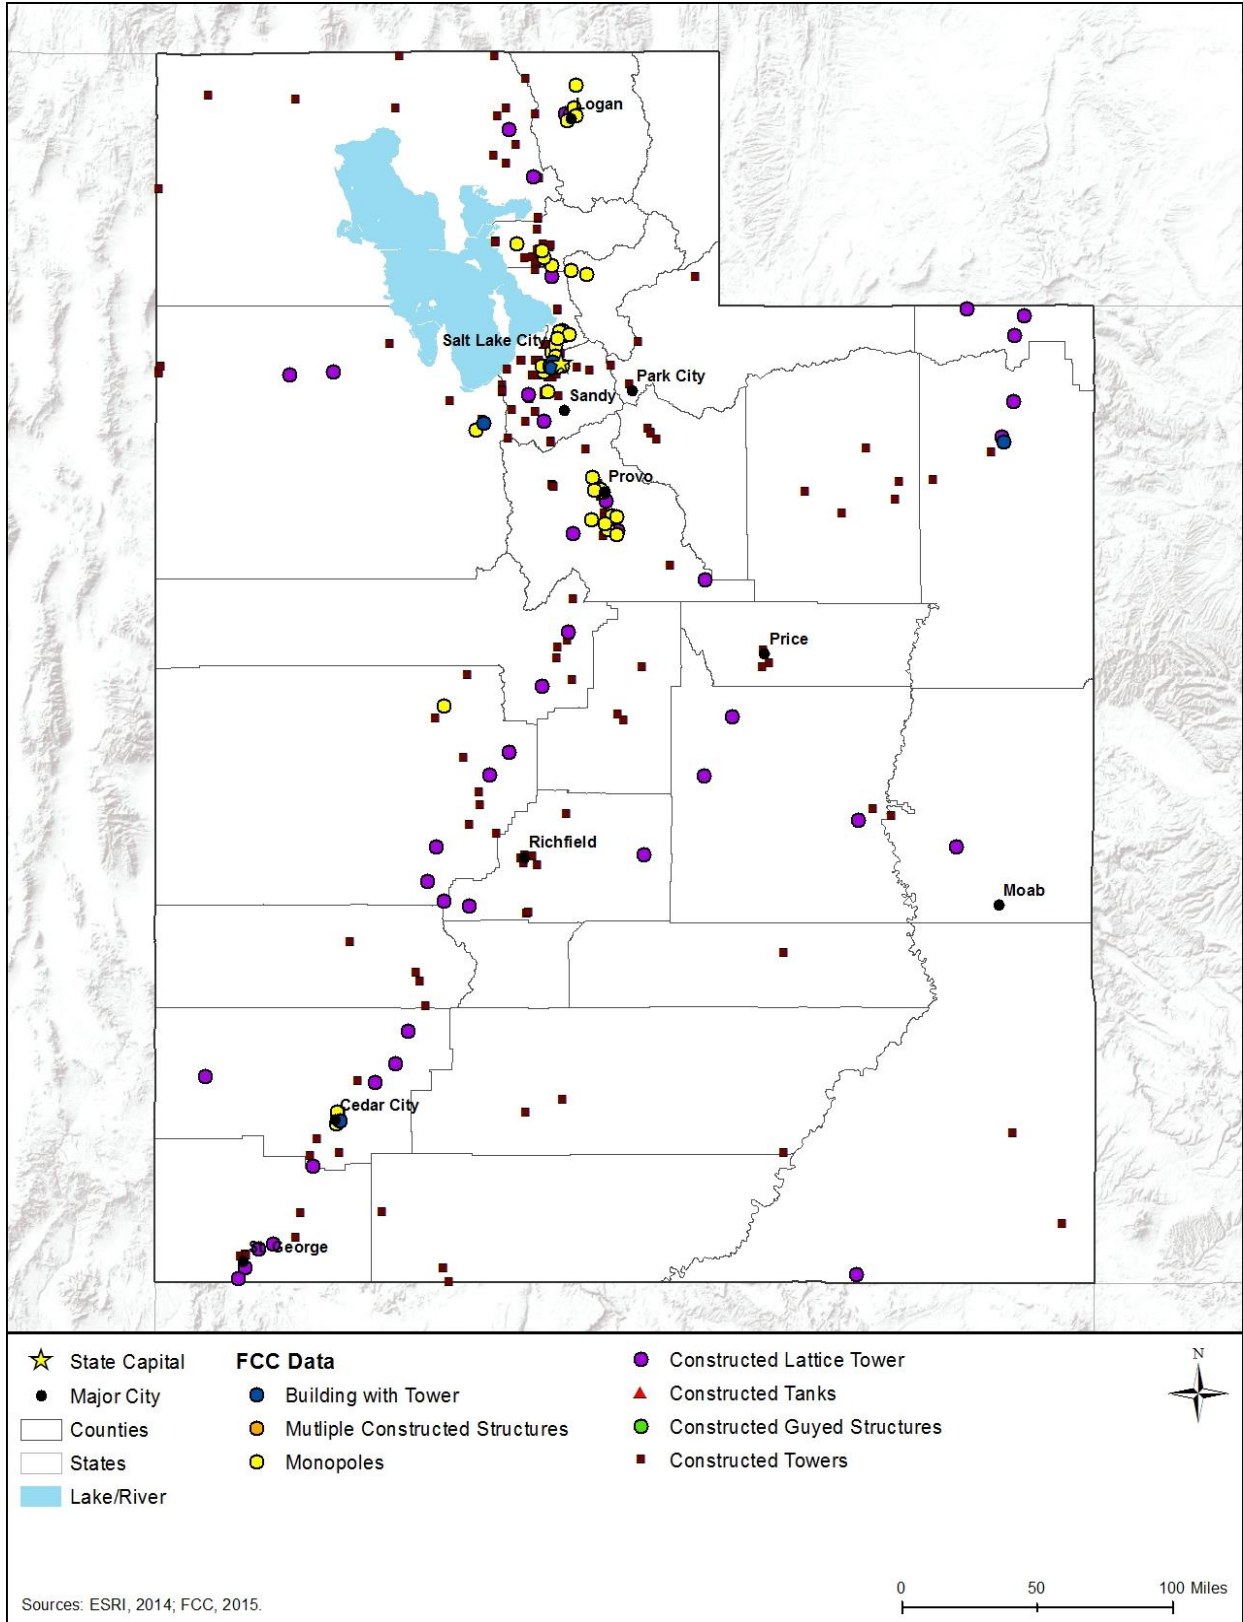 Logan
Salt Lake City
Park City
Sandy
Provo
Price
Richfield
Moab
Cedar City
St George
State Capital
Major City
Counties
States
Lake/River
FCC Data
Building with Tower
Mutliple Constructed Structures
Monopoles
Constructed Lattice Tower
Constructed Tanks
Constructed Guyed Structures
Constructed Towers
N
0 50 100 Miles
Sources: ESRI, 2014; FCC, 2015.